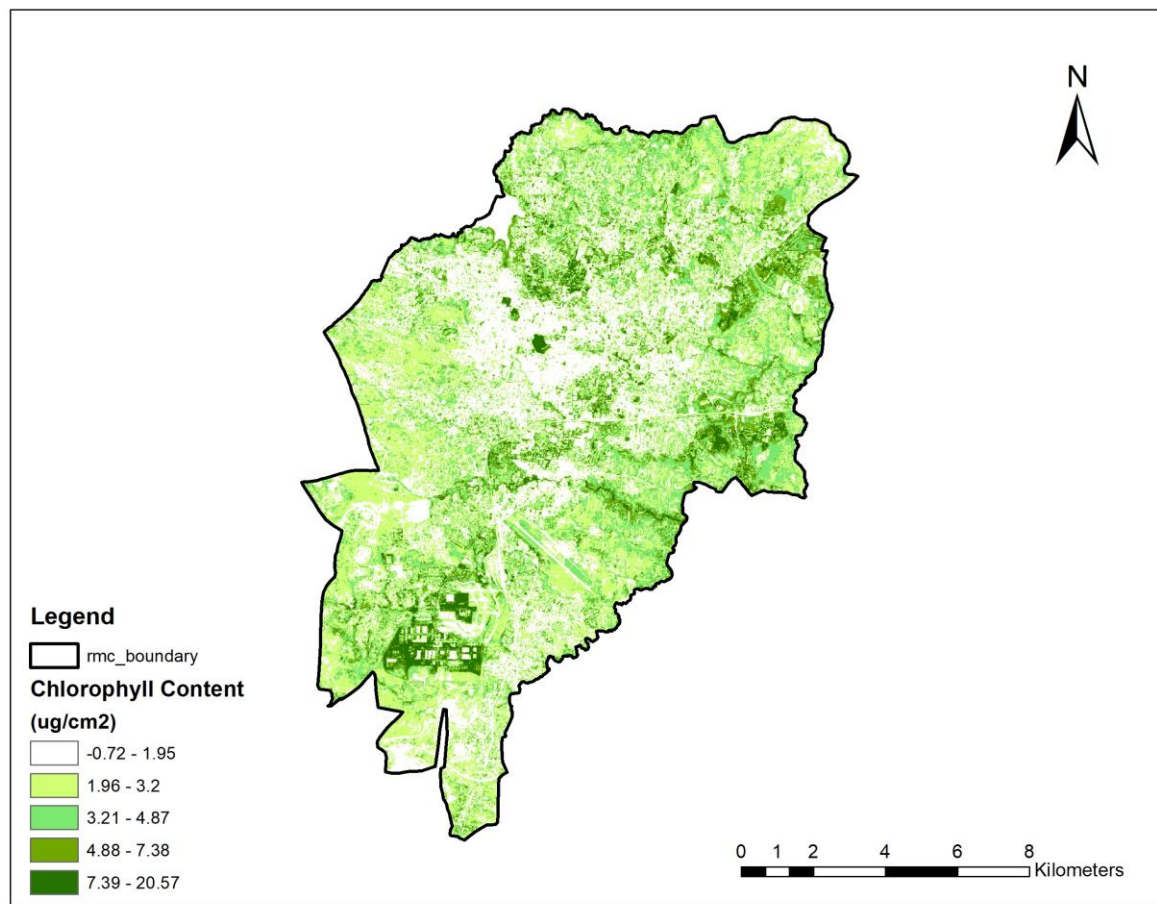 N
Legend
rmc_boundary
Chlorophyll Content
(ug/cm2)
-0.72 - 1.95
1.96 - 3.2
3.21 - 4.87
4.88 - 7.38
7.39 - 20.57
0 1 2 4 6 8
Kilometers